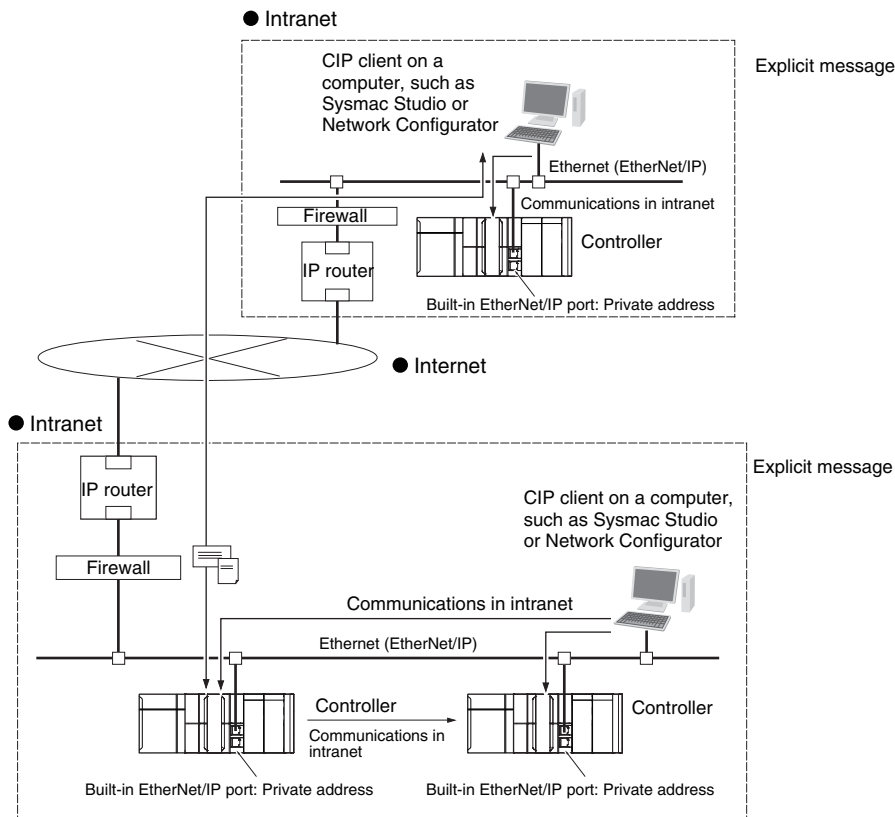 ● Intranet
CIP client on a
computer, such as
Sysmac Studio or
Network Configurator
Explicit message
Ethernet (EtherNet/IP)
Communications in intranet
Firewall
Controller
IP router
Built-in EtherNet/IP port: Private address
● Internet
● Intranet
Explicit message
IP router
CIP client on a computer,
such as Sysmac Studio
or Network Configurator
Firewall
Communications in intranet
Ethernet (EtherNet/IP)
Controller
Communications in
intranet
Controller
Built-in EtherNet/IP port: Private address
Built-in EtherNet/IP port: Private address